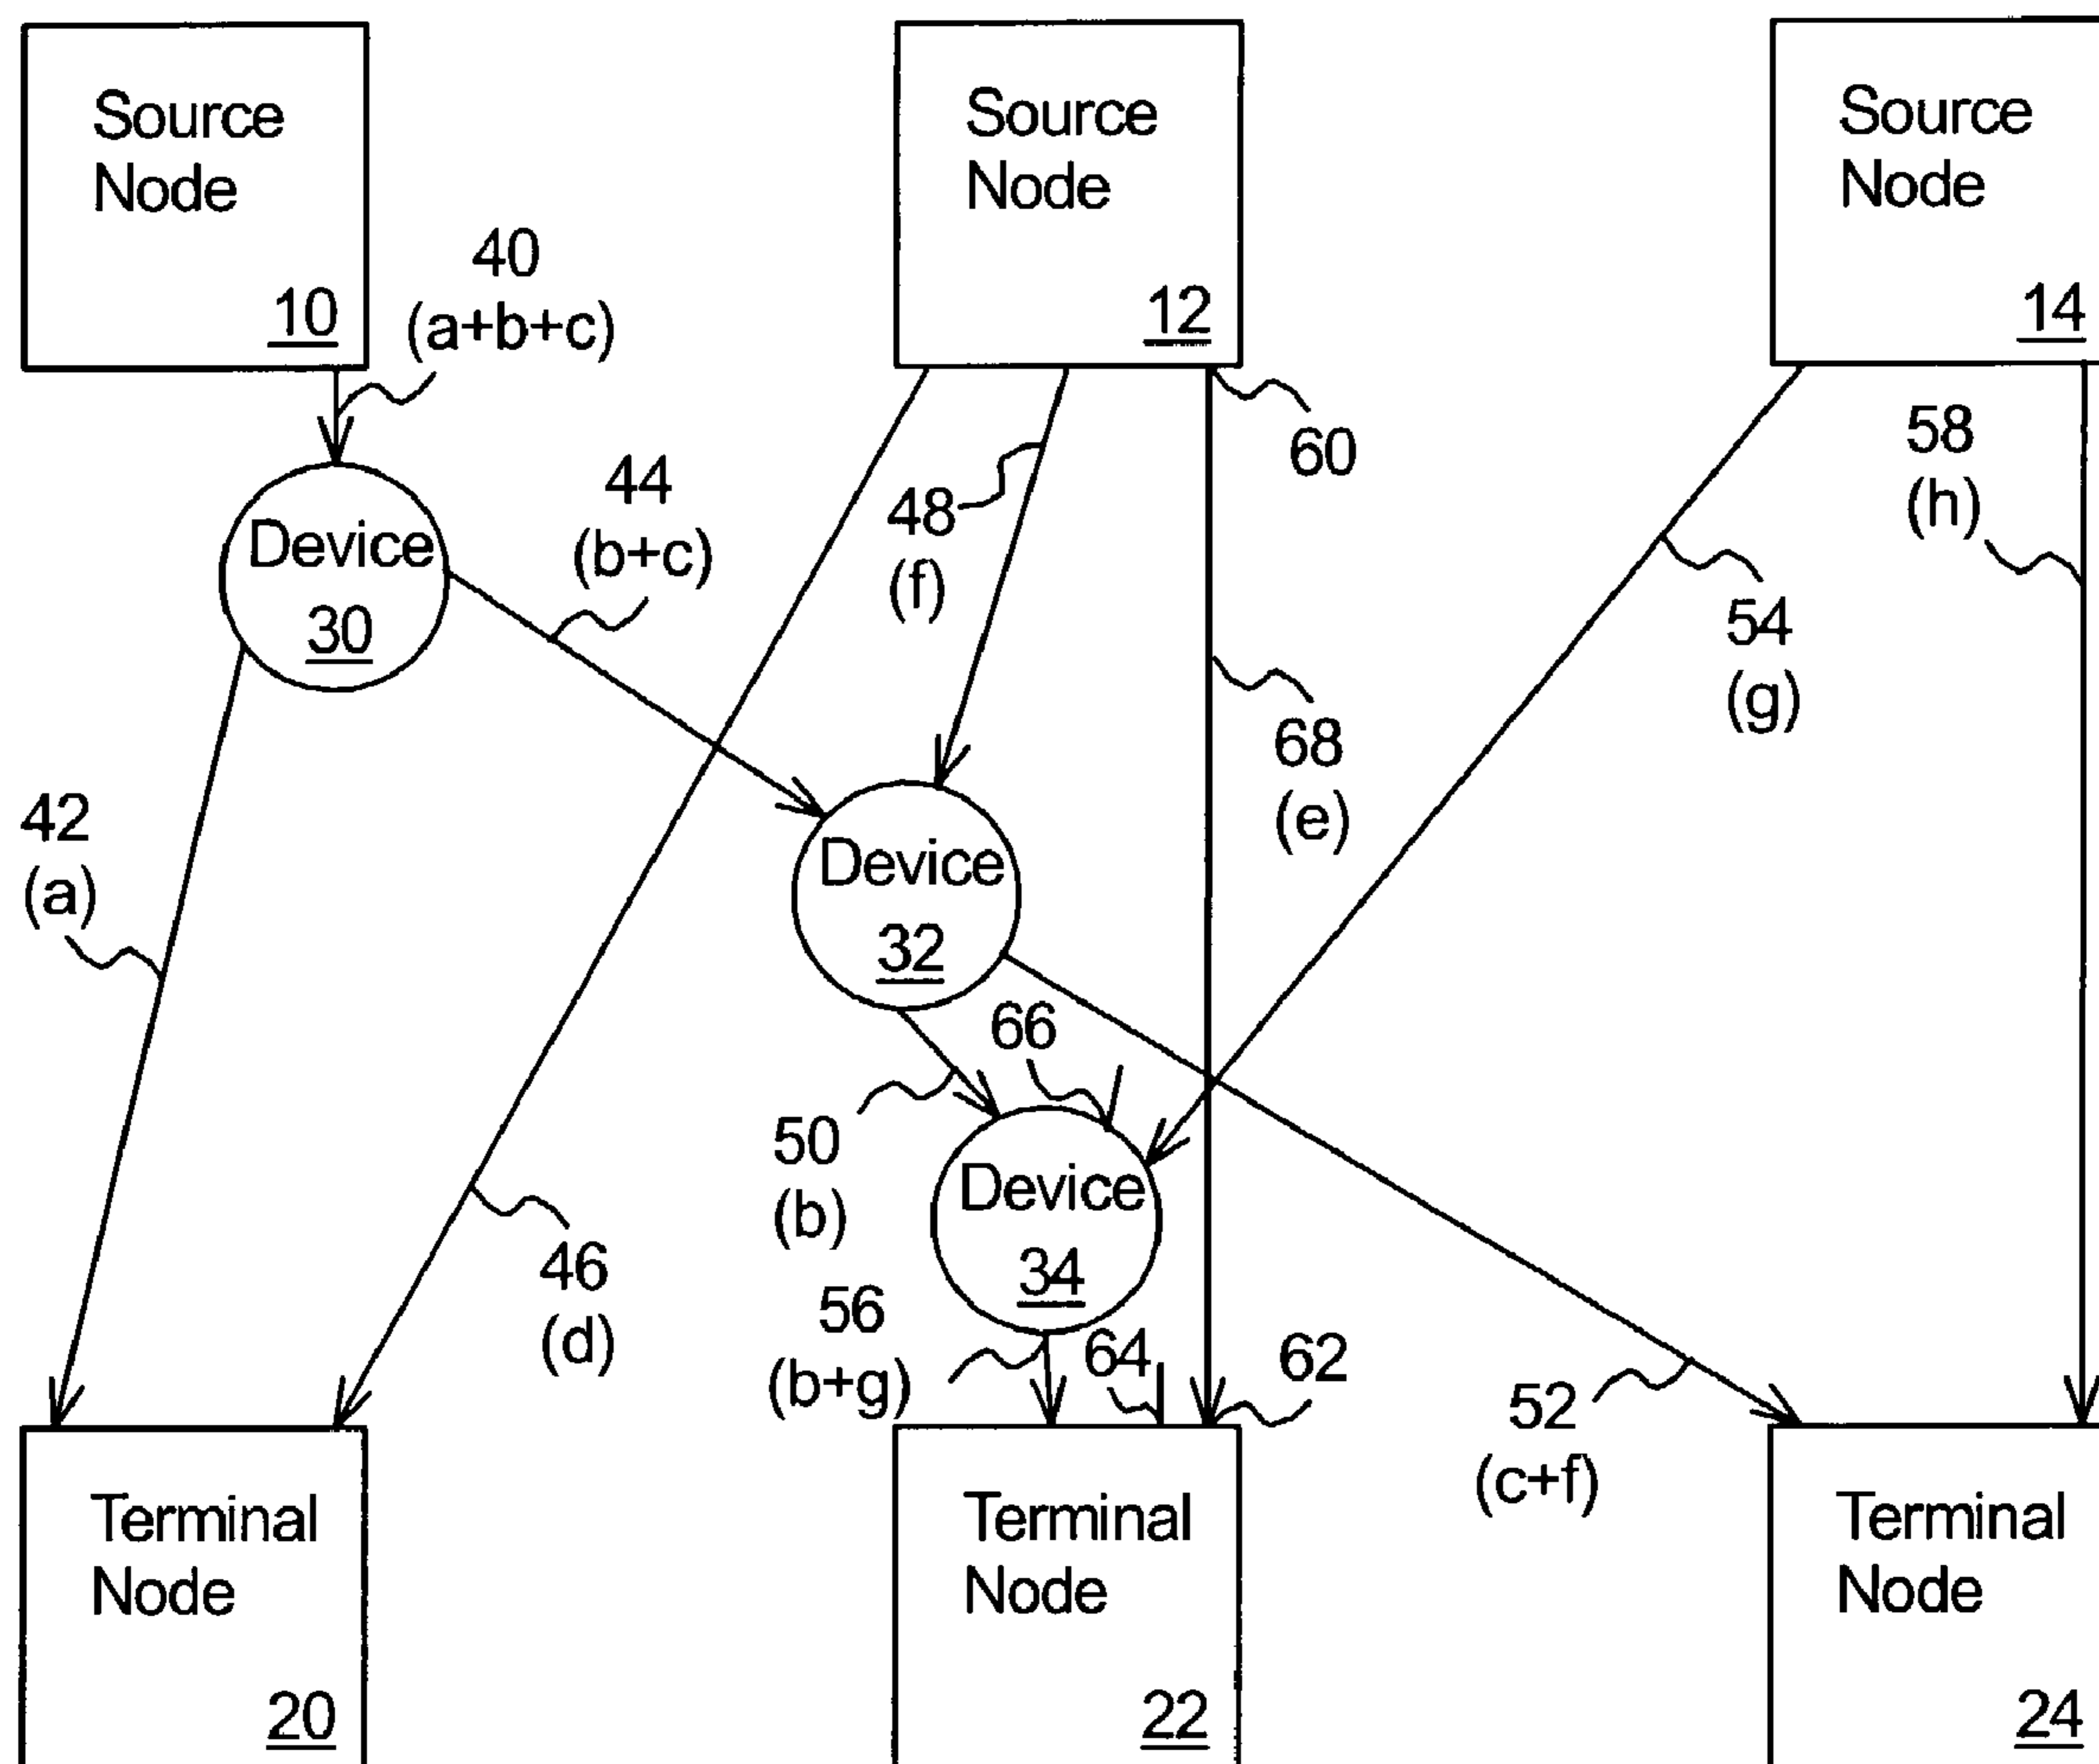 Source
Node
10
Source
Node
12
Source
Node
14
40
(a+b+c)
60
58
(h)
44
(b+c)
48
(f)
Device
30
54
(g)
68
(e)
42
(a)
Device
32
66
50
(b)
Device
34
46
(d)
56
(b+g)
64
62
52
(c+f)
Terminal
Node
20
Terminal
Node
22
Terminal
Node
24